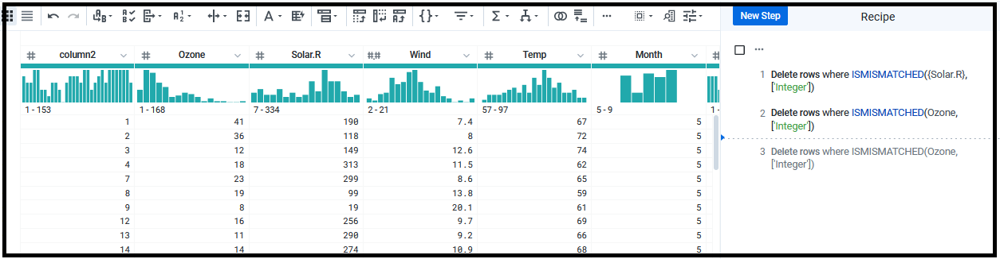 New Step
Recipe
# column2 # Ozone # Solar.R #.## Wind # Temp # Month #
1 - 153 1 - 168 7 - 334 2 - 21 57 - 97 5 - 9 1 -
1 41 190 7.4 67 5
2 36 118 8 72 5
3 12 149 12.6 74 5
4 18 313 11.5 62 5
7 23 299 8.6 65 5
8 19 99 13.8 59 5
9 8 19 20.1 61 5
12 16 256 9.7 69 5
13 11 290 9.2 66 5
14 14 274 10.9 68 5
1 Delete rows where ISMISMATCHED({Solar.R},
['Integer'])
2 Delete rows where ISMISMATCHED(Ozone,
['Integer'])
3 Delete rows where ISMISMATCHED(Ozone,
['Integer'])